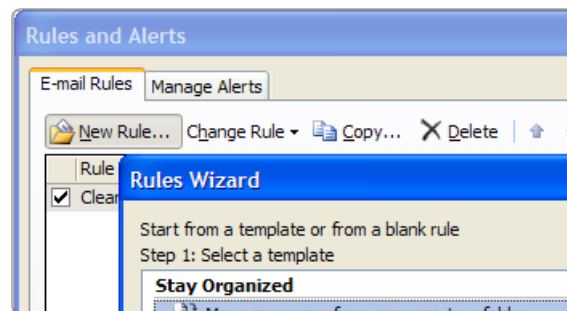 Rules and Alerts
E-mail Rules Manage Alerts
New Rule... Change Rule Copy... Delete
Rule
Clear
Rules Wizard
Start from a template or from a blank rule
Step 1: Select a template
Stay Organized